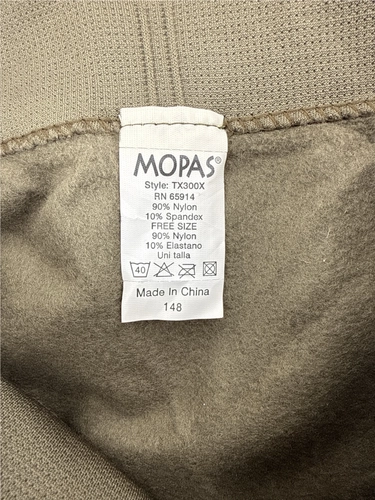 MOPAS®
Style: TX300X
RN 65914
90% Nylon
10% Spandex
FREE SIZE
90% Nylon
10% Elastano
Uni talla
40
Made In China
148